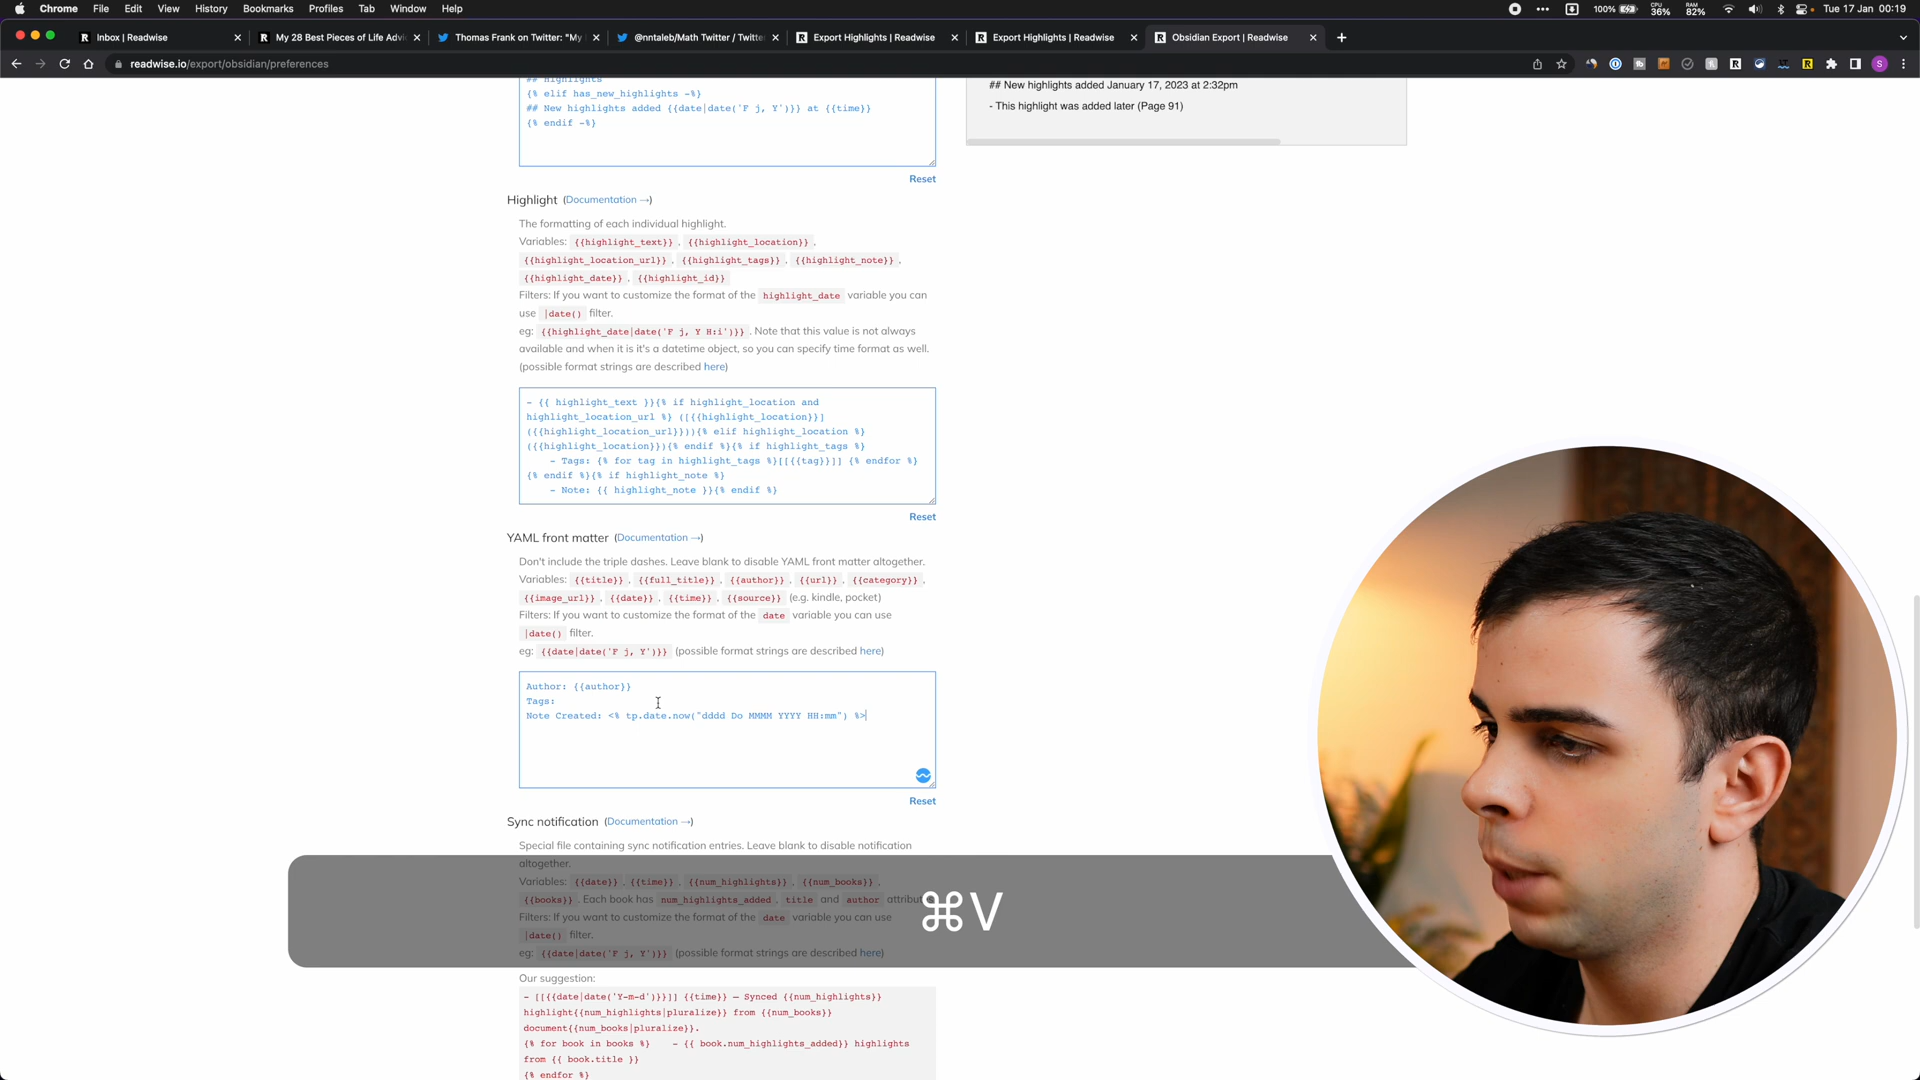 Chrome File Edit View History Bookmarks Profiles Tab Window Help 100% CPU 36% RAM 82% Tue 17 Jan 00:19
Inbox | Readwise My 28 Best Pieces of Life Advi Thomas Frank on Twitter: "My @nntaleb/Math Twitter / Twitte Export Highlights | Readwise Export Highlights | Readwise Obsidian Export | Readwise
readwise.io/export/obsidian/preferences
## Highlights
{% elif has_new_highlights -%}
## New highlights added {{date|date('F j, Y')}} at {{time}}
{% endif -%}
## New highlights added January 17, 2023 at 2:32pm
- This highlight was added later (Page 91)
Reset
Highlight (Documentation →)
The formatting of each individual highlight.
Variables: {{highlight_text}} , {{highlight_location}} ,
{{highlight_location_url}} , {{highlight_tags}} , {{highlight_note}} ,
{{highlight_date}} , {{highlight_id}}
Filters: If you want to customize the format of the highlight_date variable you can
use |date() filter.
eg: {{highlight_date|date('F j, Y H:i')}} . Note that this value is not always
available and when it is it's a datetime object, so you can specify time format as well.
(possible format strings are described here)
- {{ highlight_text }}{% if highlight_location and
highlight_location_url %} ([{{highlight_location}}]
({{highlight_location_url}})){% elif highlight_location %}
({{highlight_location}}){% endif %}{% if highlight_tags %}
- Tags: {% for tag in highlight_tags %}[[{{tag}}]] {% endfor %}
{% endif %}{% if highlight_note %}
- Note: {{ highlight_note }}{% endif %}
Reset
YAML front matter (Documentation →)
Don't include the triple dashes. Leave blank to disable YAML front matter altogether.
Variables: {{title}} , {{full_title}} , {{author}} , {{url}} , {{category}} ,
{{image_url}} , {{date}} , {{time}} , {{source}} (e.g. kindle, pocket)
Filters: If you want to customize the format of the date variable you can use
|date() filter.
eg: {{date|date('F j, Y')}} (possible format strings are described here)
Author: {{author}}
Tags:
Note Created: <% tp.date.now("dddd Do MMMM YYYY HH:mm") %>
Reset
Sync notification (Documentation →)
Special file containing sync notification entries. Leave blank to disable notification
altogether.
Variables: {{date}} , {{time}} , {{num_highlights}} , {{num_books}} ,
{{books}} . Each book has num_highlights_added , title and author attribut
Filters: If you want to customize the format of the date variable you can use
|date() filter.
eg: {{date|date('F j, Y')}} (possible format strings are described here)
⌘V
Our suggestion:
- [[{{date|date('Y-m-d')}}]] {{time}} — Synced {{num_highlights}}
highlight{{num_highlights|pluralize}} from {{num_books}}
document{{num_books|pluralize}}.
{% for book in books %} - {{ book.num_highlights_added}} highlights
from {{ book.title }}
{% endfor %}